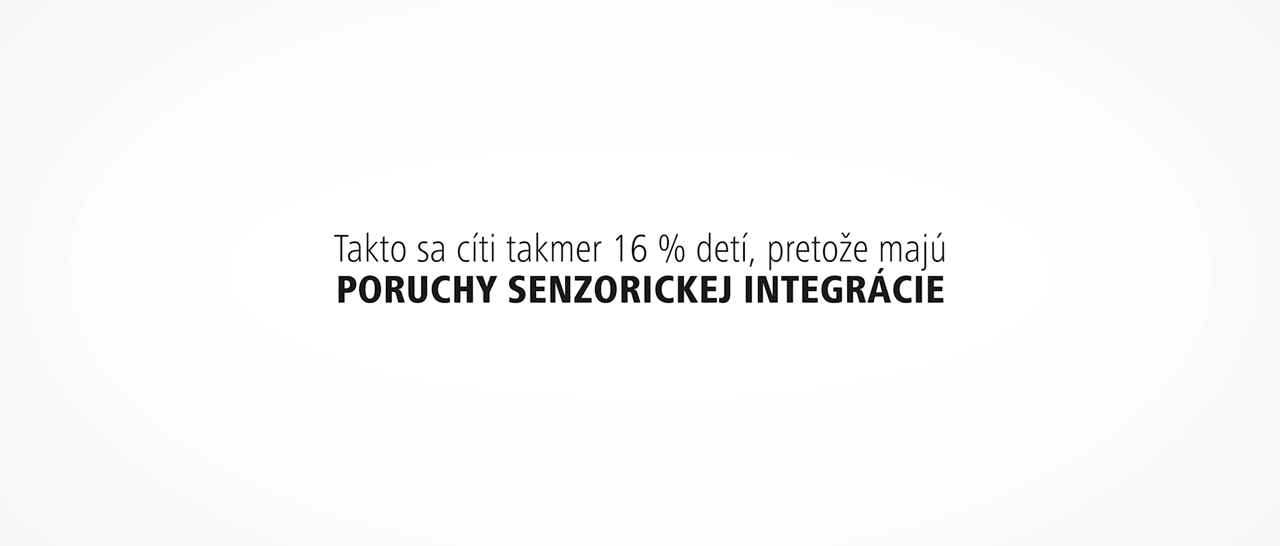 Takto sa cíti takmer 16 % detí, pretože majú
PORUCHY SENZORICKEJ INTEGRÁCIE